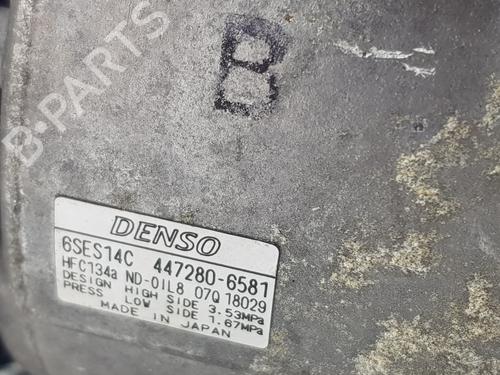 B-PARTS
B
DENSO
6SES14C 447280-6581
HFC134a ND-OIL8 07Q 18029
DESIGN HIGH SIDE 3.53MPa
PRESS LOW SIDE 1.67MPa
MADE IN JAPAN